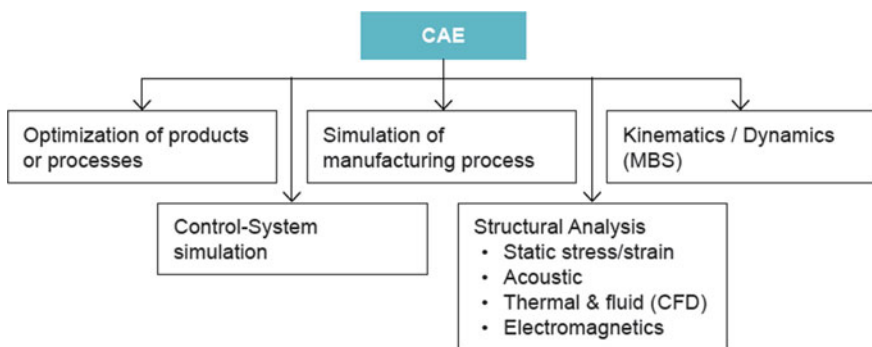 CAE
Optimization of products
or processes
Simulation of
manufacturing process
Kinematics / Dynamics
(MBS)
Control-System
simulation
Structural Analysis
• Static stress/strain
• Acoustic
• Thermal & fluid (CFD)
• Electromagnetics